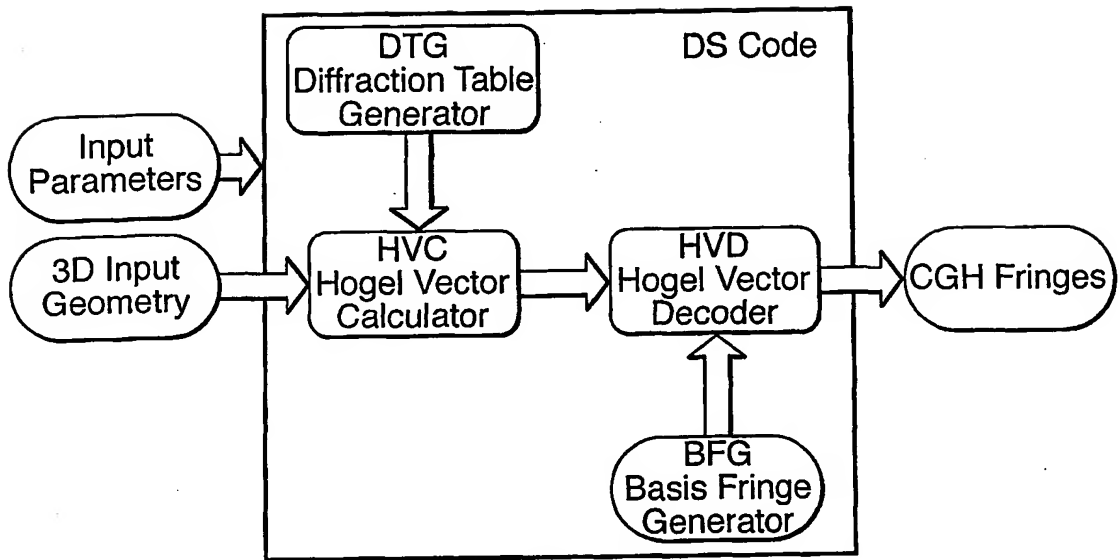 DTG
Diffraction Table
Generator
DS Code
Input
Parameters
3D Input
Geometry
HVC
Hogel Vector
Calculator
HVD
Hogel Vector
Decoder
CGH Fringes
BFG
Basis Fringe
Generator